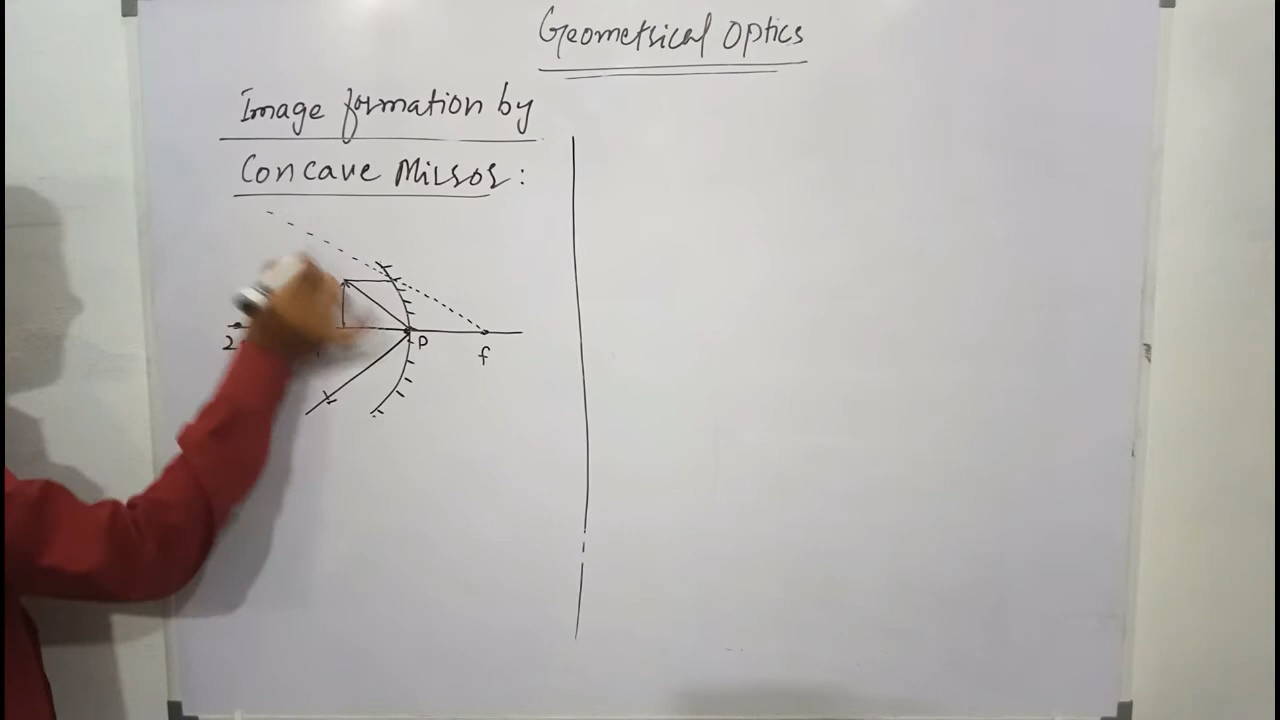 Geometrical Optics
Image formation by
Concave Mirror:
P
f
2